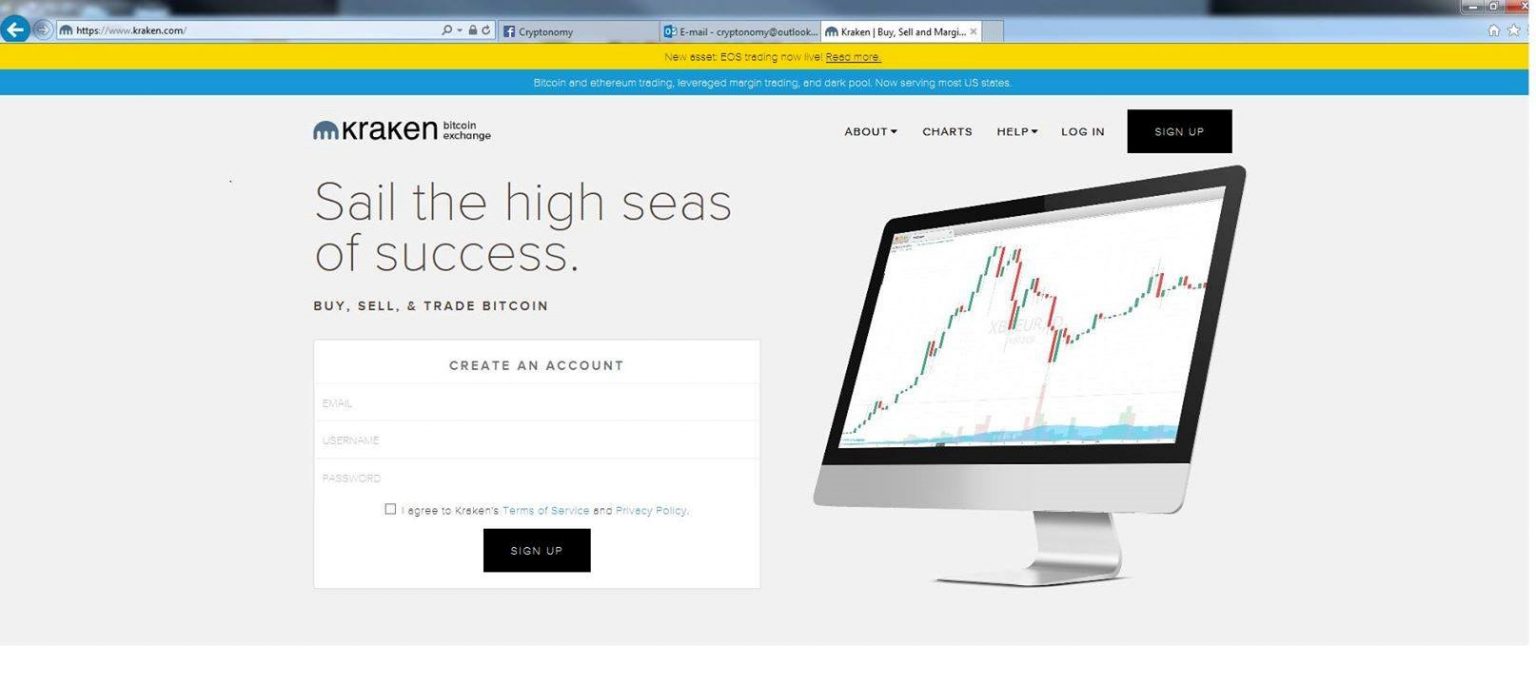 https://www.kraken.com/
Cryptonomy
E-mail - cryptonomy@outlook...
Kraken | Buy, Sell and Margi...
New asset: EOS trading now live! Read more.
Bitcoin and ethereum trading, leveraged margin trading, and dark pool. Now serving most US states.
kraken bitcoin exchange
ABOUT CHARTS HELP LOG IN SIGN UP
Sail the high seas
of success.
BUY, SELL, & TRADE BITCOIN
CREATE AN ACCOUNT
EMAIL
USERNAME
PASSWORD
I agree to Kraken's Terms of Service and Privacy Policy.
SIGN UP